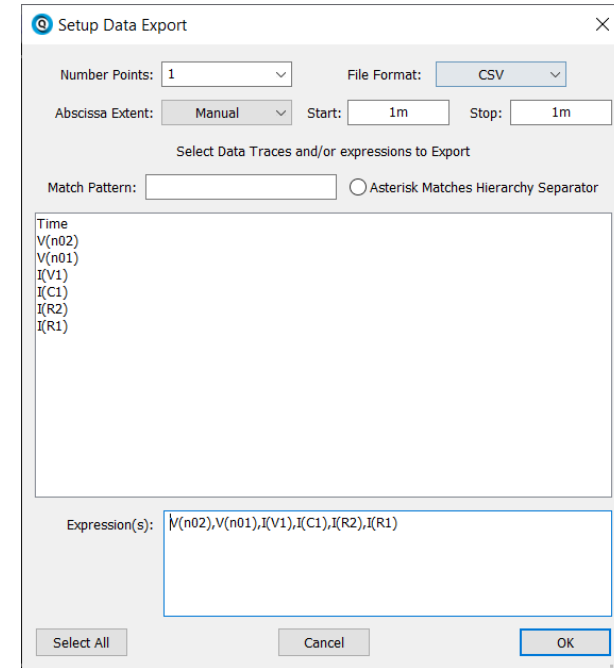 Setup Data Export
Number Points: 1 File Format: CSV
Abscissa Extent: Manual Start: 1m Stop: 1m
Select Data Traces and/or expressions to Export
Match Pattern: Asterisk Matches Hierarchy Separator
Time
V(n02)
V(n01)
I(V1)
I(C1)
I(R2)
I(R1)
Expression(s): V(n02),V(n01),I(V1),I(C1),I(R2),I(R1)
Select All Cancel OK